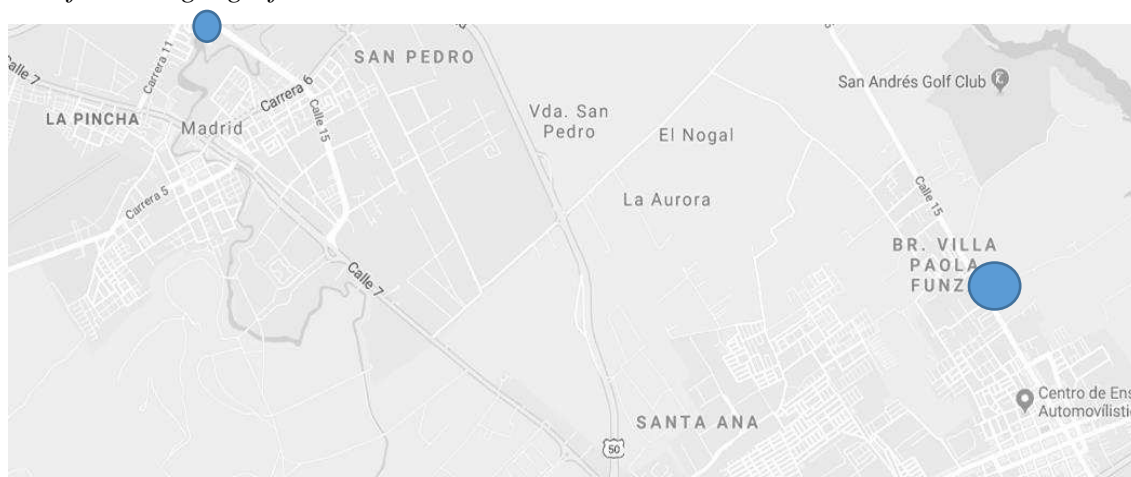 Carrera 11
Calle 7
SAN PEDRO
Carrera 6
Calle 15
LA PINCHA
Madrid
Vda. San
Pedro
El Nogal
San Andrés Golf Club
La Aurora
Carrera 5
Calle 15
BR. VILLA
PAOLA
FUNZ
Calle 7
SANTA ANA
50
Centro de Ens
Automovílisti